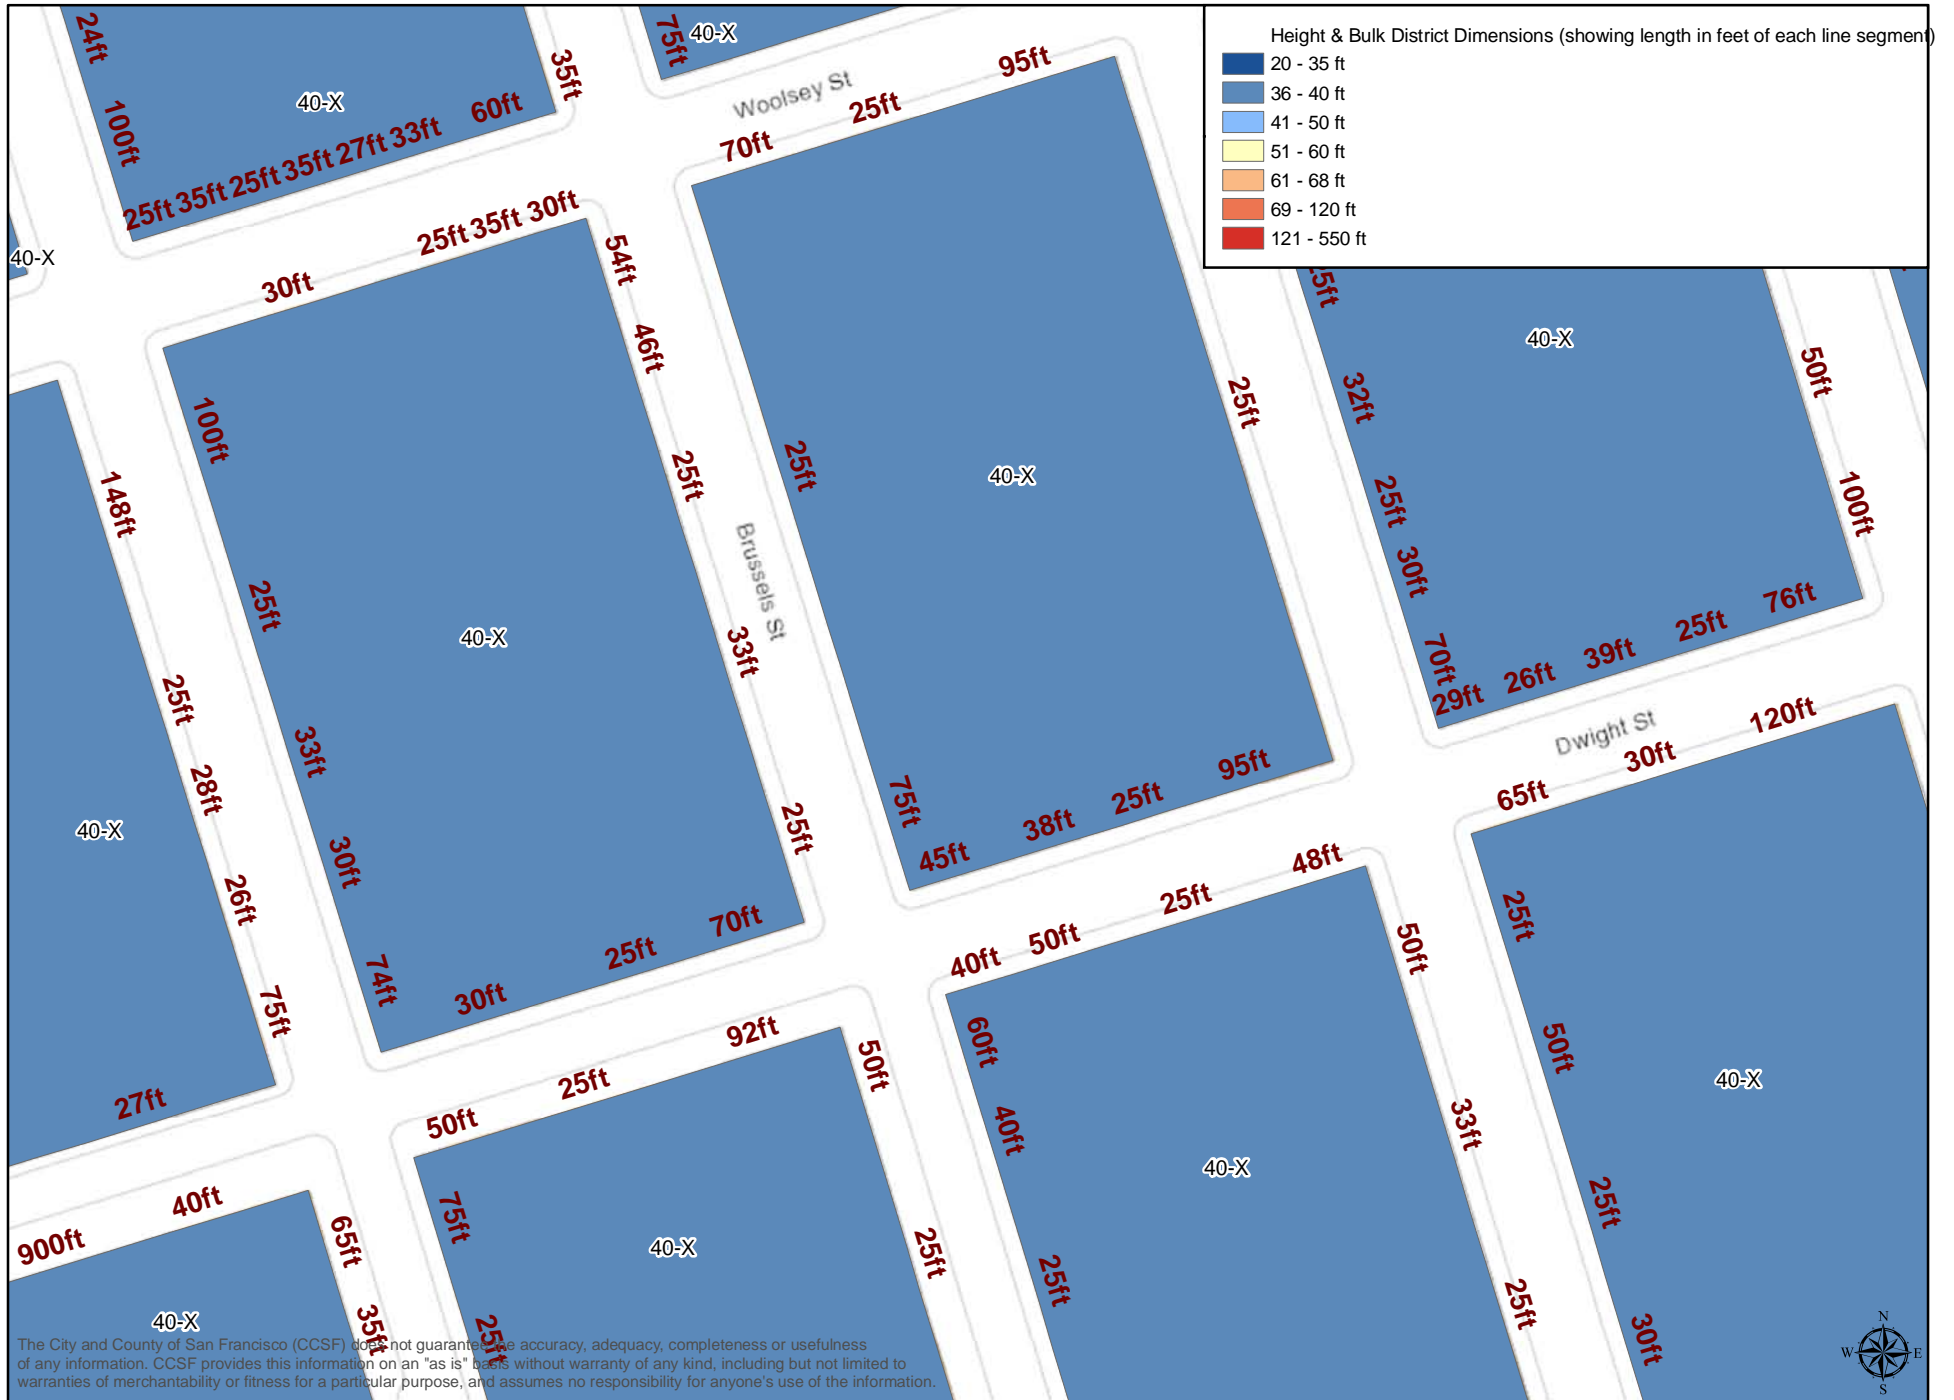 Height & Bulk District Dimensions (showing length in feet of each line segment)
20 - 35 ft
36 - 40 ft
41 - 50 ft
51 - 60 ft
61 - 68 ft
69 - 120 ft
121 - 550 ft
24ft
100ft
40-X
25ft 35ft 25ft 35ft 27ft 33ft 60ft
35ft
75ft
40-X
Woolsey St
70ft 25ft 95ft
40-X
30ft 25ft 35ft 30ft
54ft
46ft
25ft
33ft
25ft
100ft
25ft
33ft
30ft
74ft
40-X
30ft 25ft 70ft
Brussels St
25ft
75ft
40-X
25ft
45ft 38ft 25ft 95ft
25ft
32ft
25ft
30ft
70ft
40-X
50ft
100ft
29ft 26ft 39ft 25ft 76ft
Dwight St
65ft 30ft 120ft
148ft
25ft
28ft
26ft
75ft
40-X
27ft
50ft 25ft 92ft
50ft
25ft
75ft
25ft
40-X
40ft 50ft 25ft 48ft
60ft
40ft
25ft
40-X
50ft
33ft
25ft
25ft
50ft
25ft
30ft
40-X
900ft 40ft
65ft
35ft
40-X
The City and County of San Francisco (CCSF) does not guarantee the accuracy, adequacy, completeness or usefulness
of any information. CCSF provides this information on an "as is" basis without warranty of any kind, including but not limited to
warranties of merchantability or fitness for a particular purpose, and assumes no responsibility for anyone's use of the information.
N
W E
S